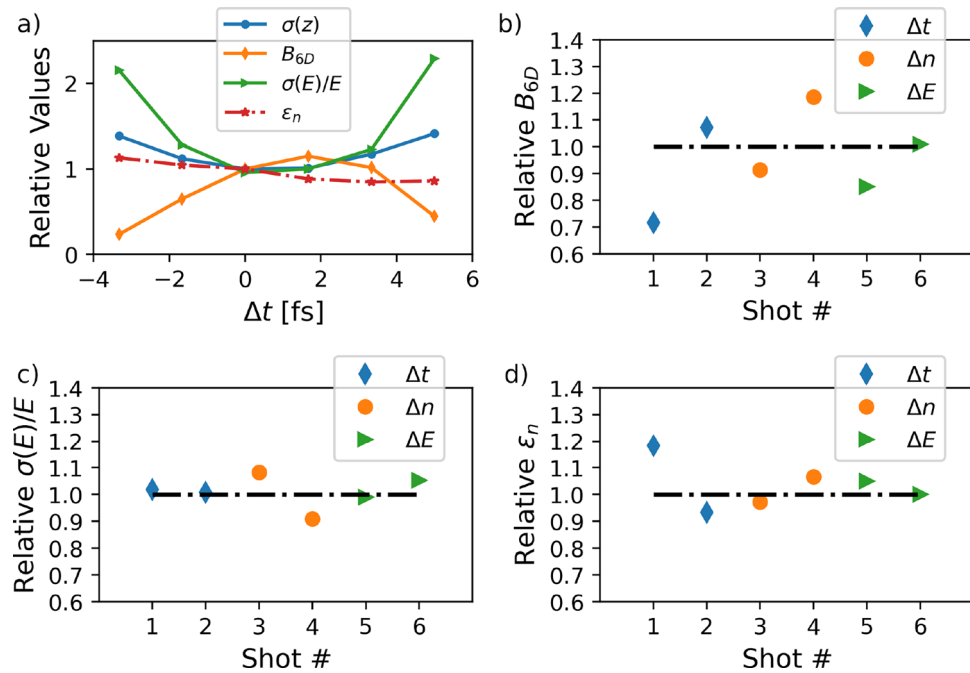 a)
σ(z)
B6D
σ(E)/E
εn
Relative Values
2
1
0
−4 −2 0 2 4 6
Δt [fs]
b)
Δt
Δn
ΔE
Relative B6D
1.4
1.3
1.2
1.1
1.0
0.9
0.8
0.7
0.6
1 2 3 4 5 6
Shot #
c)
Δt
Δn
ΔE
Relative σ(E)/E
1.4
1.3
1.2
1.1
1.0
0.9
0.8
0.7
0.6
1 2 3 4 5 6
Shot #
d)
Δt
Δn
ΔE
Relative εn
1.4
1.3
1.2
1.1
1.0
0.9
0.8
0.7
0.6
1 2 3 4 5 6
Shot #